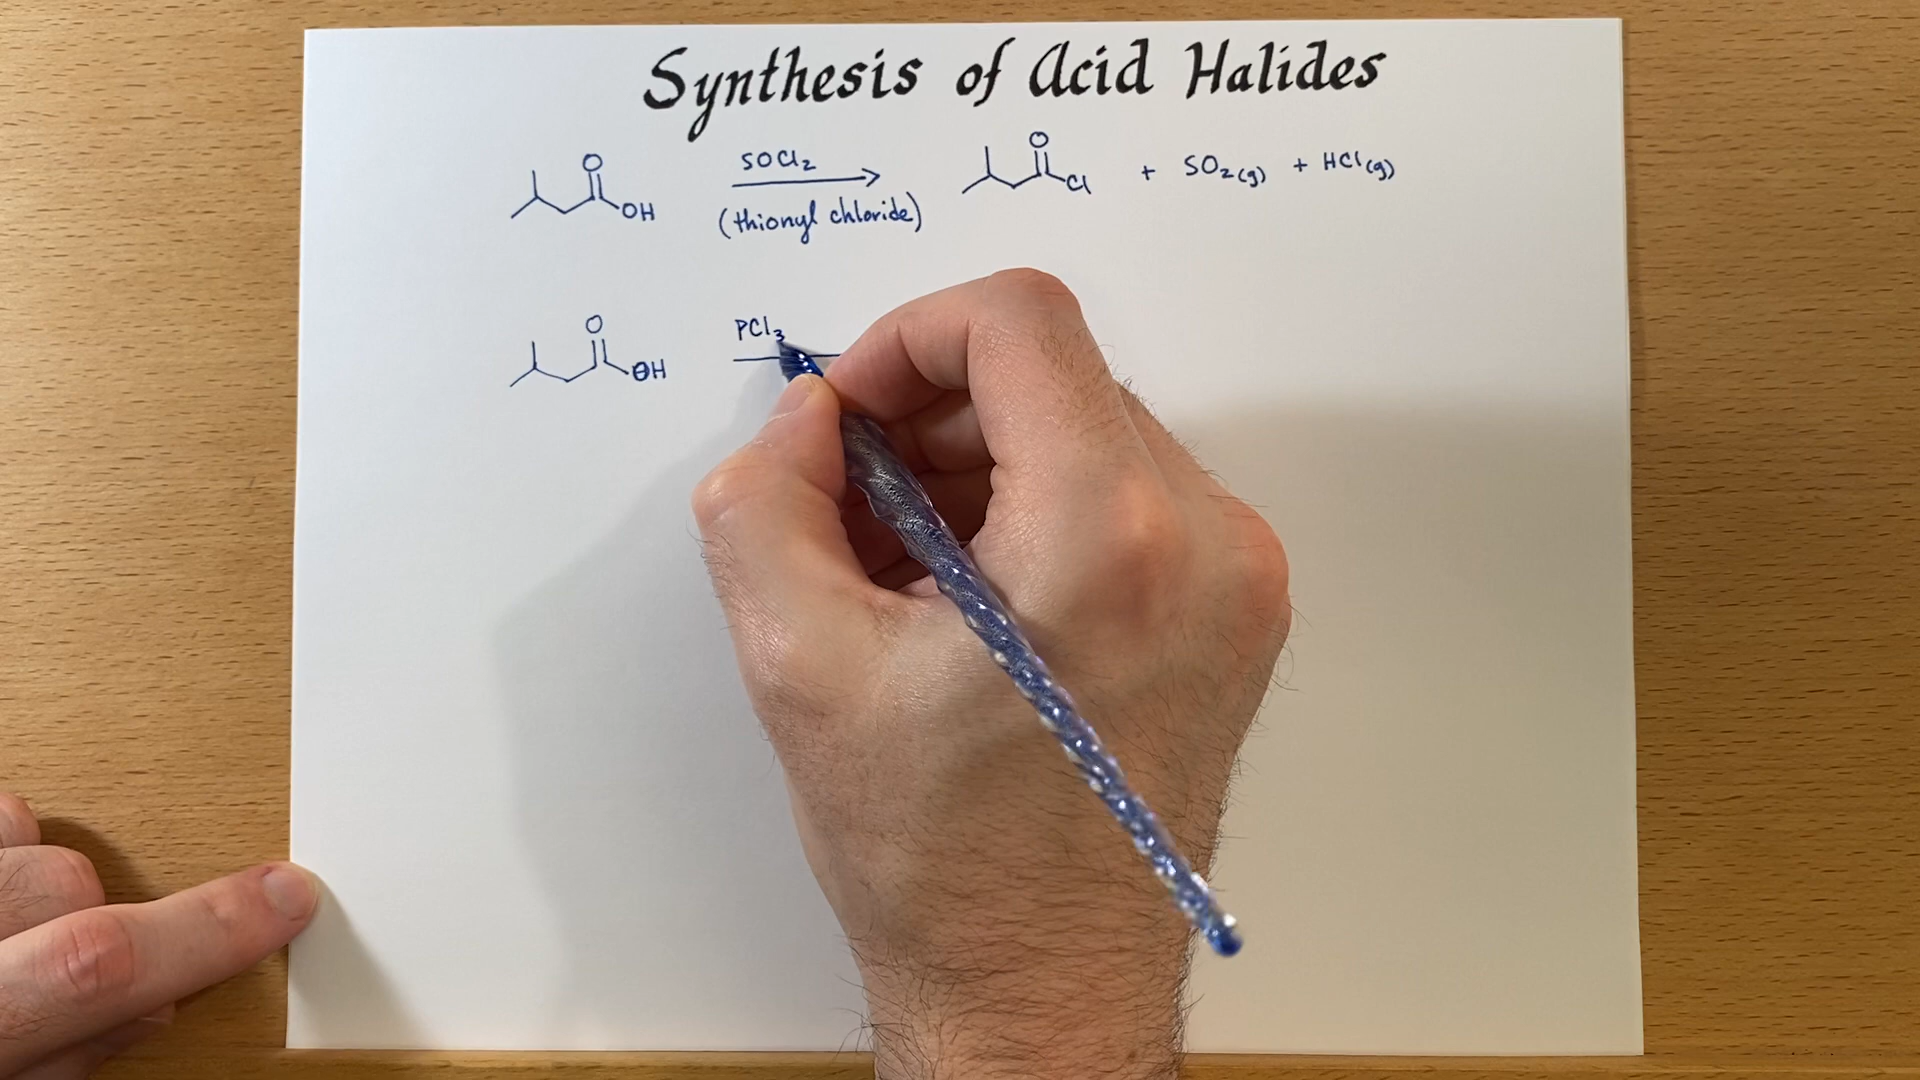 Synthesis of Acid Halides
O SOCl2 O
OH (thionyl chloride) Cl + SO2(g) + HCl(g)
O PCl3
OH